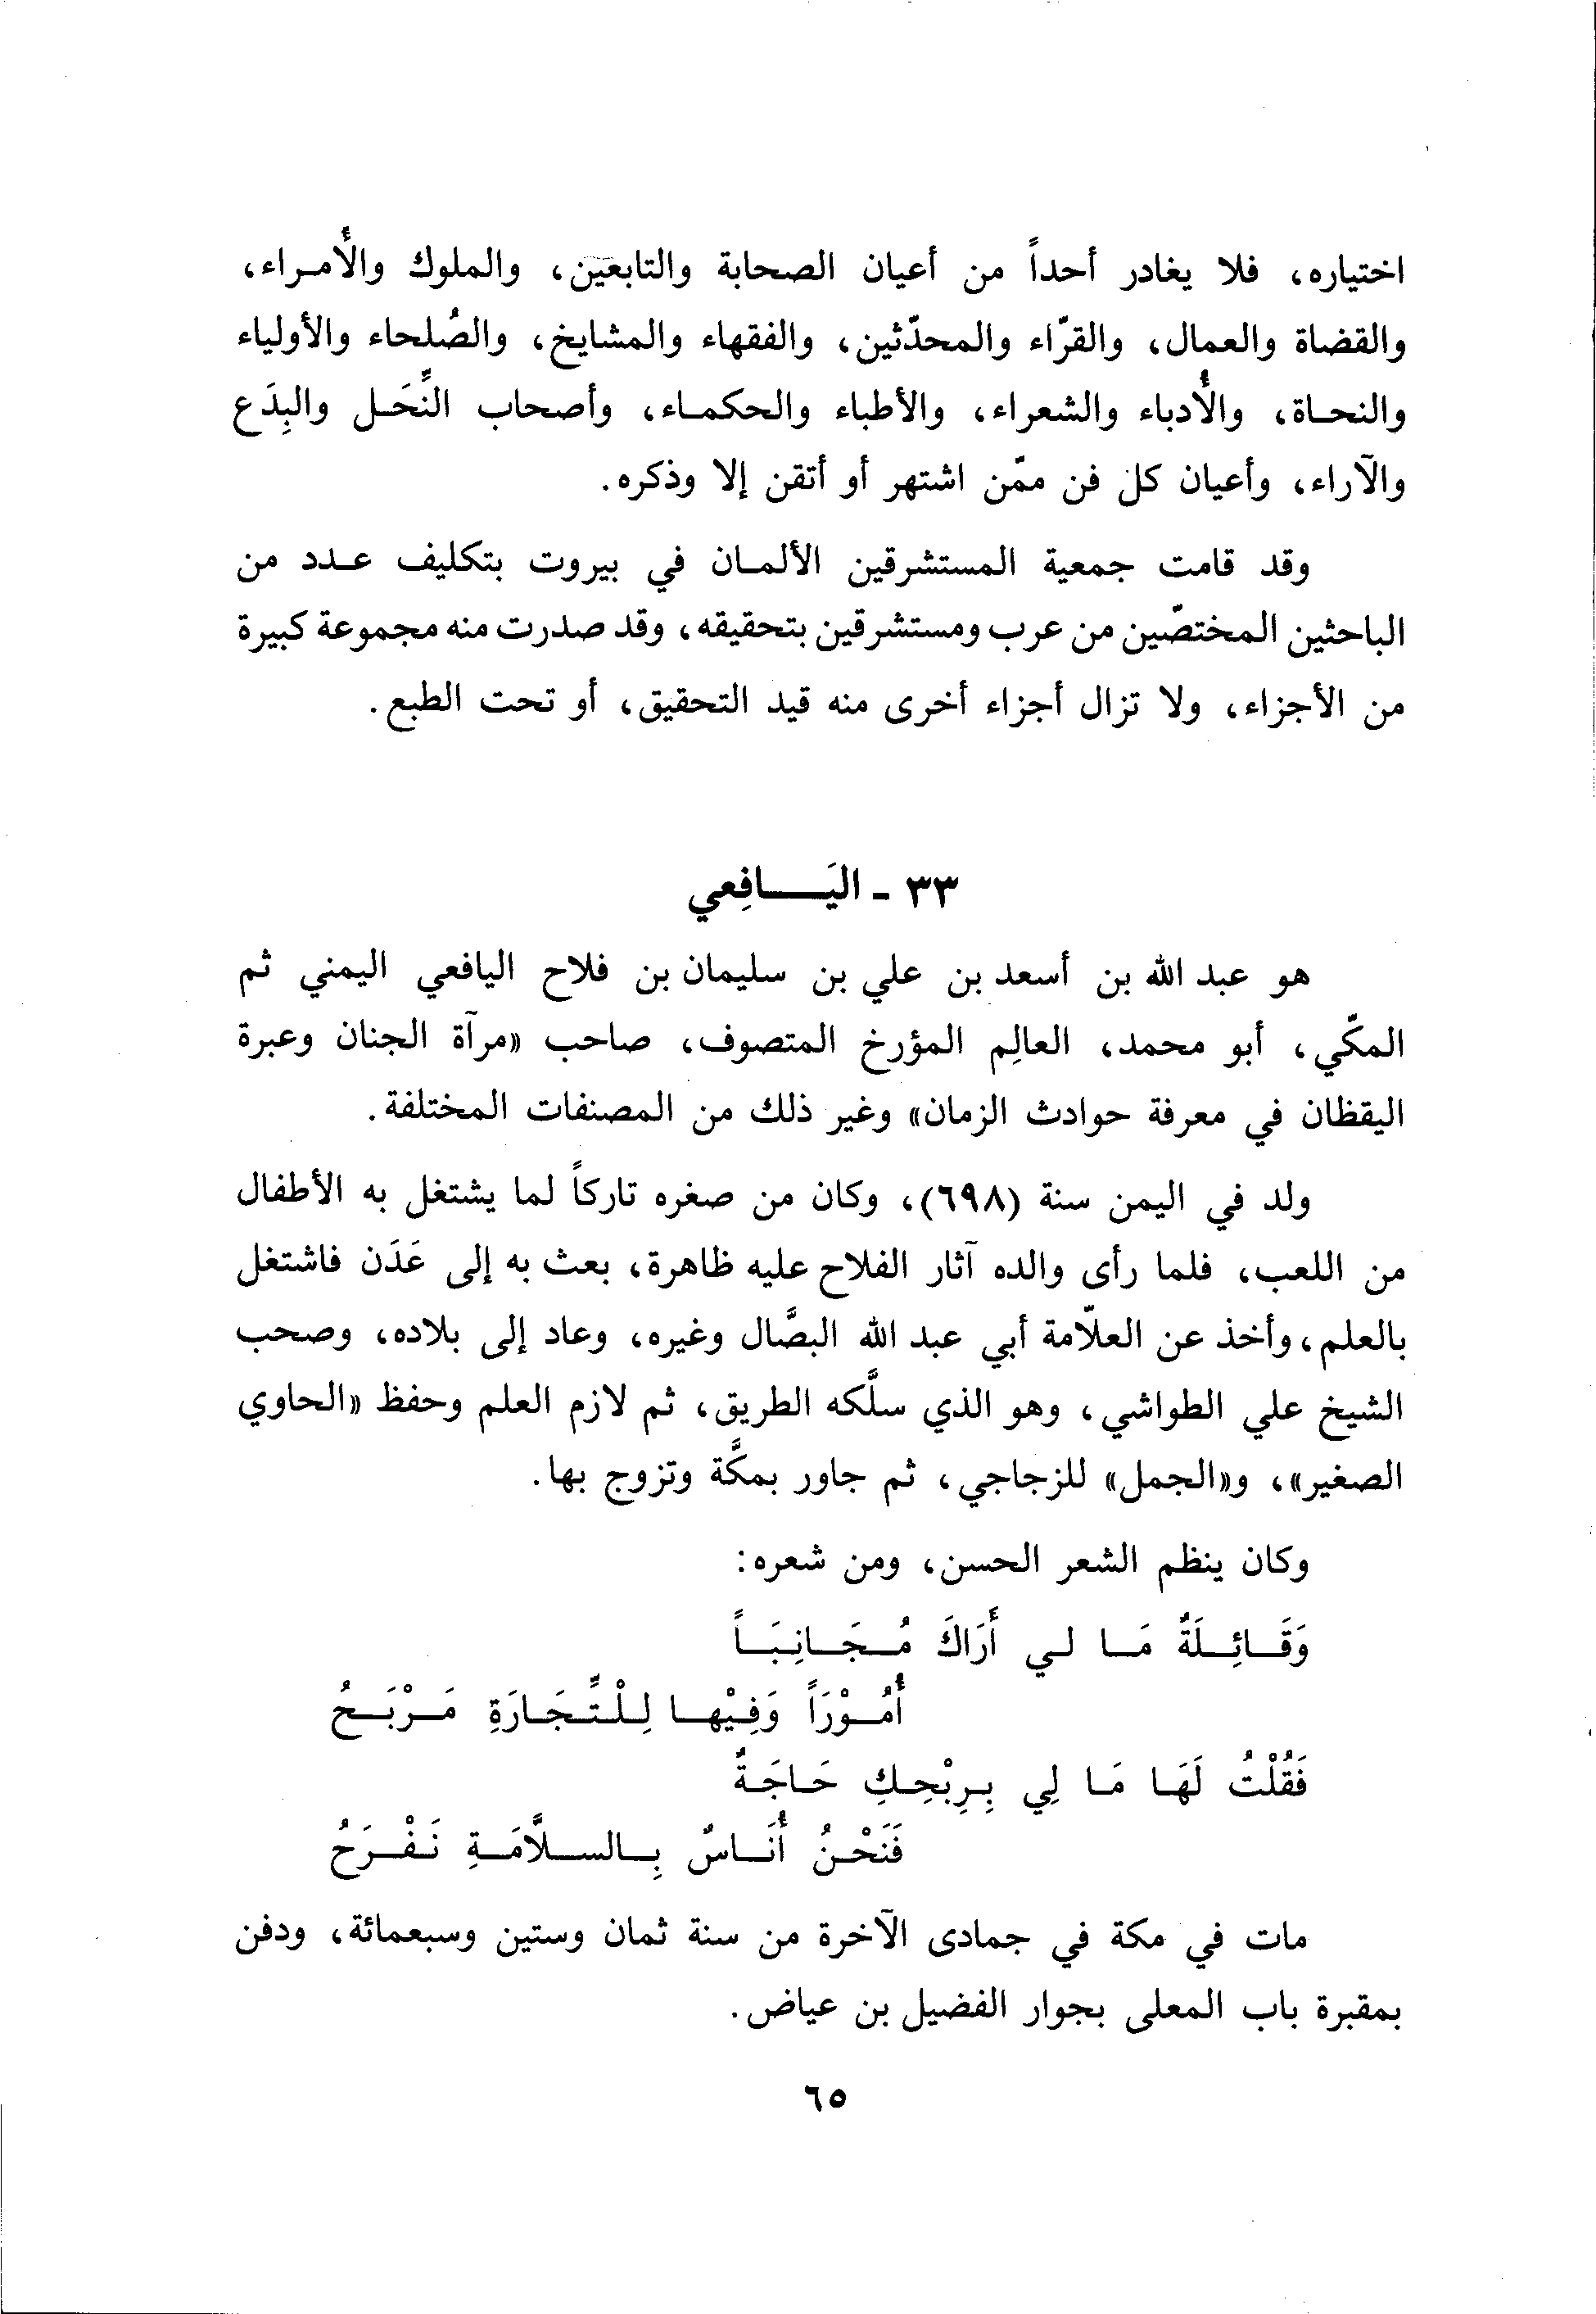 اختياره، فلا يغادر أحداً من أعيان الصحابة والتابعين، والملوك والأُمراء،
والقضاة والعمال، والقرّاء والمحدّثين، والفقهاء والمشايخ، والصُلحاء والأولياء
والنحاة، والأُدباء والشعراء، والأطباء والحكماء، وأصحاب النِّحَل والبِدَع
والآراء، وأعيان كل فن ممّن اشتهر أو أتقن إلا وذكره.
وقد قامت جمعية المستشرقين الألمان في بيروت بتكليف عدد من
الباحثين المختصّين من عرب ومستشرقين بتحقيقه، وقد صدرت منه مجموعة كبيرة
من الأجزاء، ولا تزال أجزاء أخرى منه قيد التحقيق، أو تحت الطبع.
٣٣ - اليَافِعي
هو عبد الله بن أسعد بن علي بن سليمان بن فلاح اليافعي اليمني ثم
المكّي، أبو محمد، العالِم المؤرخ المتصوف، صاحب «مرآة الجنان وعبرة
اليقظان في معرفة حوادث الزمان» وغير ذلك من المصنفات المختلفة.
ولد في اليمن سنة (٦٩٨)، وكان من صغره تاركاً لما يشتغل به الأطفال
من اللعب، فلما رأى والده آثار الفلاح عليه ظاهرة، بعث به إلى عَدَن فاشتغل
بالعلم، وأخذ عن العلاّمة أبي عبد الله البصَّال وغيره، وعاد إلى بلاده، وصحب
الشيخ علي الطواشي، وهو الذي سلَّكه الطريق، ثم لازم العلم وحفظ «الحاوي
الصغير»، و«الجمل» للزجاجي، ثم جاور بمكَّة وتزوج بها.
وكان ينظم الشعر الحسن، ومن شعره:
وَقَائِلَةٌ مَا لي أَرَاكَ مُجَانِبَاً
أُمُوْرَاً وَفِيْها لِلْتِّجَارَةِ مَرْبَحُ
فَقُلْتُ لَهَا مَا لِي بِرِبْحِكِ حَاجَةٌ
فَنَحْنُ أُنَاسٌ بِالسلاَّمَةِ نَفْرَحُ
مات في مكة في جمادى الآخرة من سنة ثمان وستين وسبعمائة، ودفن
بمقبرة باب المعلى بجوار الفضيل بن عياض.
٦٥